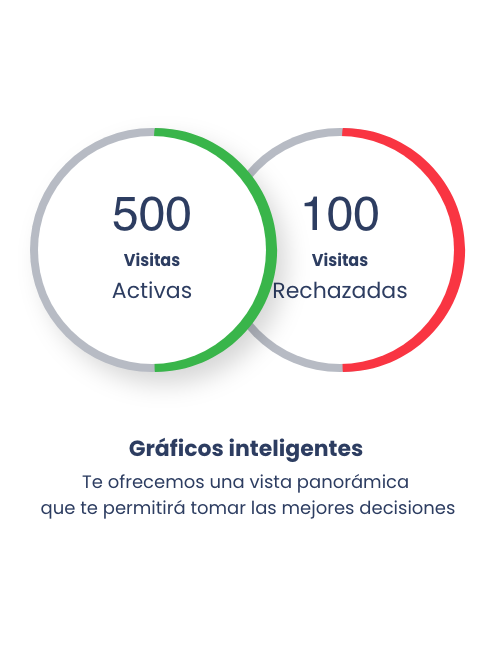 500
Visitas
Activas
100
Visitas
Rechazadas
Gráficos inteligentes
Te ofrecemos una vista panorámica
que te permitirá tomar las mejores decisiones